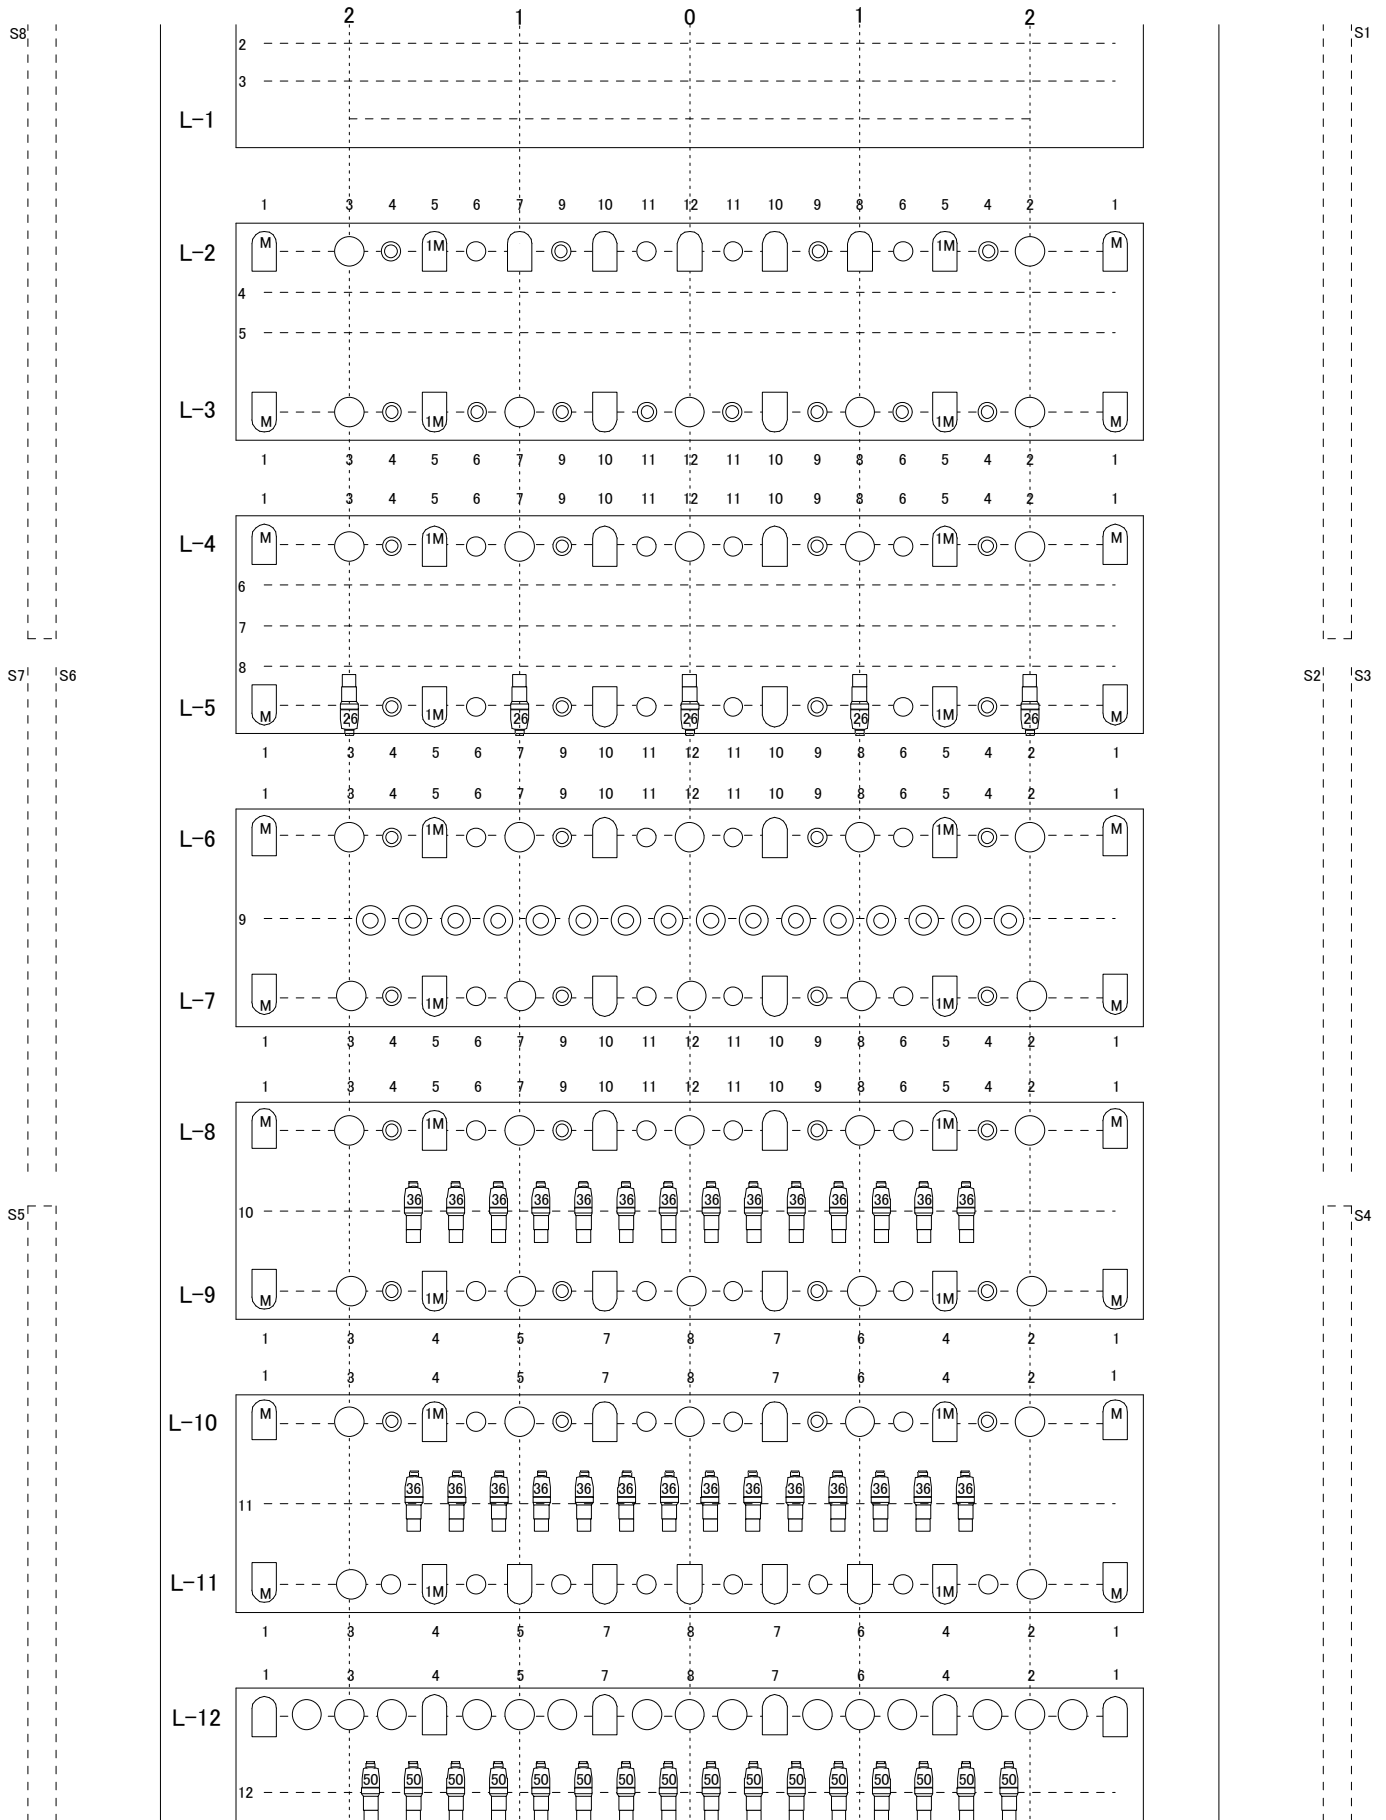 2 1 0 1 2
S8 S1
2
3
L-1
1 3 4 5 6 7 9 10 11 12 11 10 9 8 6 5 4 2 1
L-2 M 1M 1M M
4
5
L-3 M 1M 1M M
1 3 4 5 6 7 9 10 11 12 11 10 9 8 6 5 4 2 1
1 3 4 5 6 7 9 10 11 12 11 10 9 8 6 5 4 2 1
L-4 M 1M 1M M
6
7
8
S7 S6 S2 S3
L-5 M 26 1M 26 26 26 1M 26 M
1 3 4 5 6 7 9 10 11 12 11 10 9 8 6 5 4 2 1
1 3 4 5 6 7 9 10 11 12 11 10 9 8 6 5 4 2 1
L-6 M 1M 1M M
9
L-7 M 1M 1M M
1 3 4 5 6 7 9 10 11 12 11 10 9 8 6 5 4 2 1
1 3 4 5 6 7 9 10 11 12 11 10 9 8 6 5 4 2 1
L-8 M 1M 1M M
36 36 36 36 36 36 36 36 36 36 36 36 36 36
10
S5 S4
L-9 M 1M 1M M
1 3 4 5 7 8 7 6 4 2 1
1 3 4 5 7 8 7 6 4 2 1
L-10 M 1M 1M M
36 36 36 36 36 36 36 36 36 36 36 36 36 36
11
L-11 M 1M 1M M
1 3 4 5 7 8 7 6 4 2 1
1 3 4 5 7 8 7 6 4 2 1
L-12
50 50 50 50 50 50 50 50 50 50 50 50 50 50 50 50
12